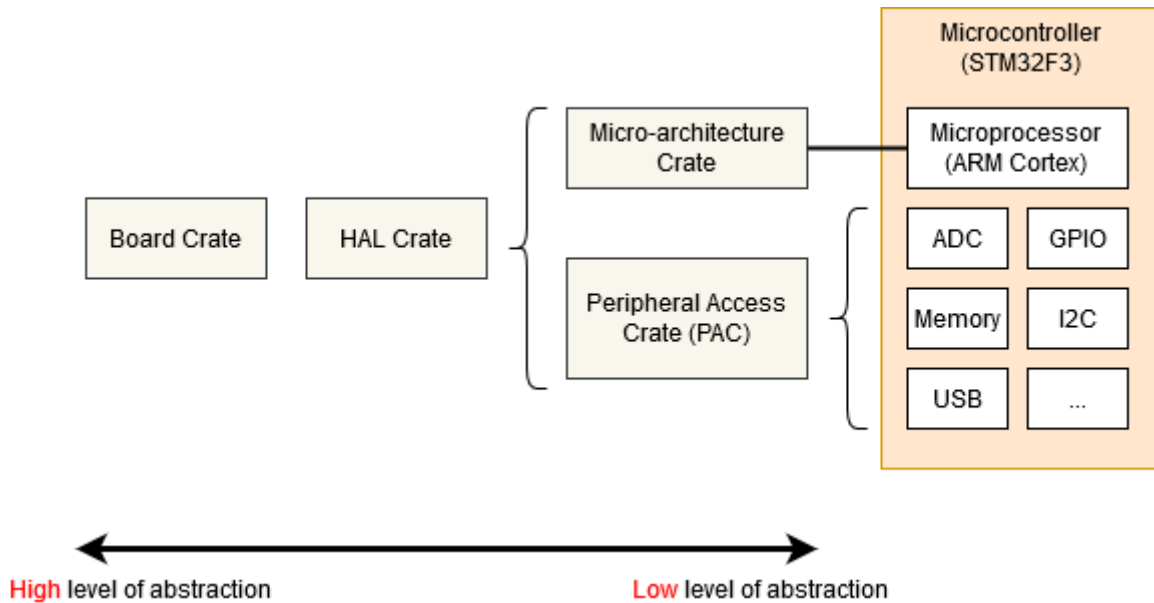 Microcontroller
(STM32F3)
Micro-architecture
Crate
Microprocessor
(ARM Cortex)
Board Crate
HAL Crate
ADC
GPIO
Peripheral Access
Crate (PAC)
Memory
I2C
USB
...
High level of abstraction
Low level of abstraction